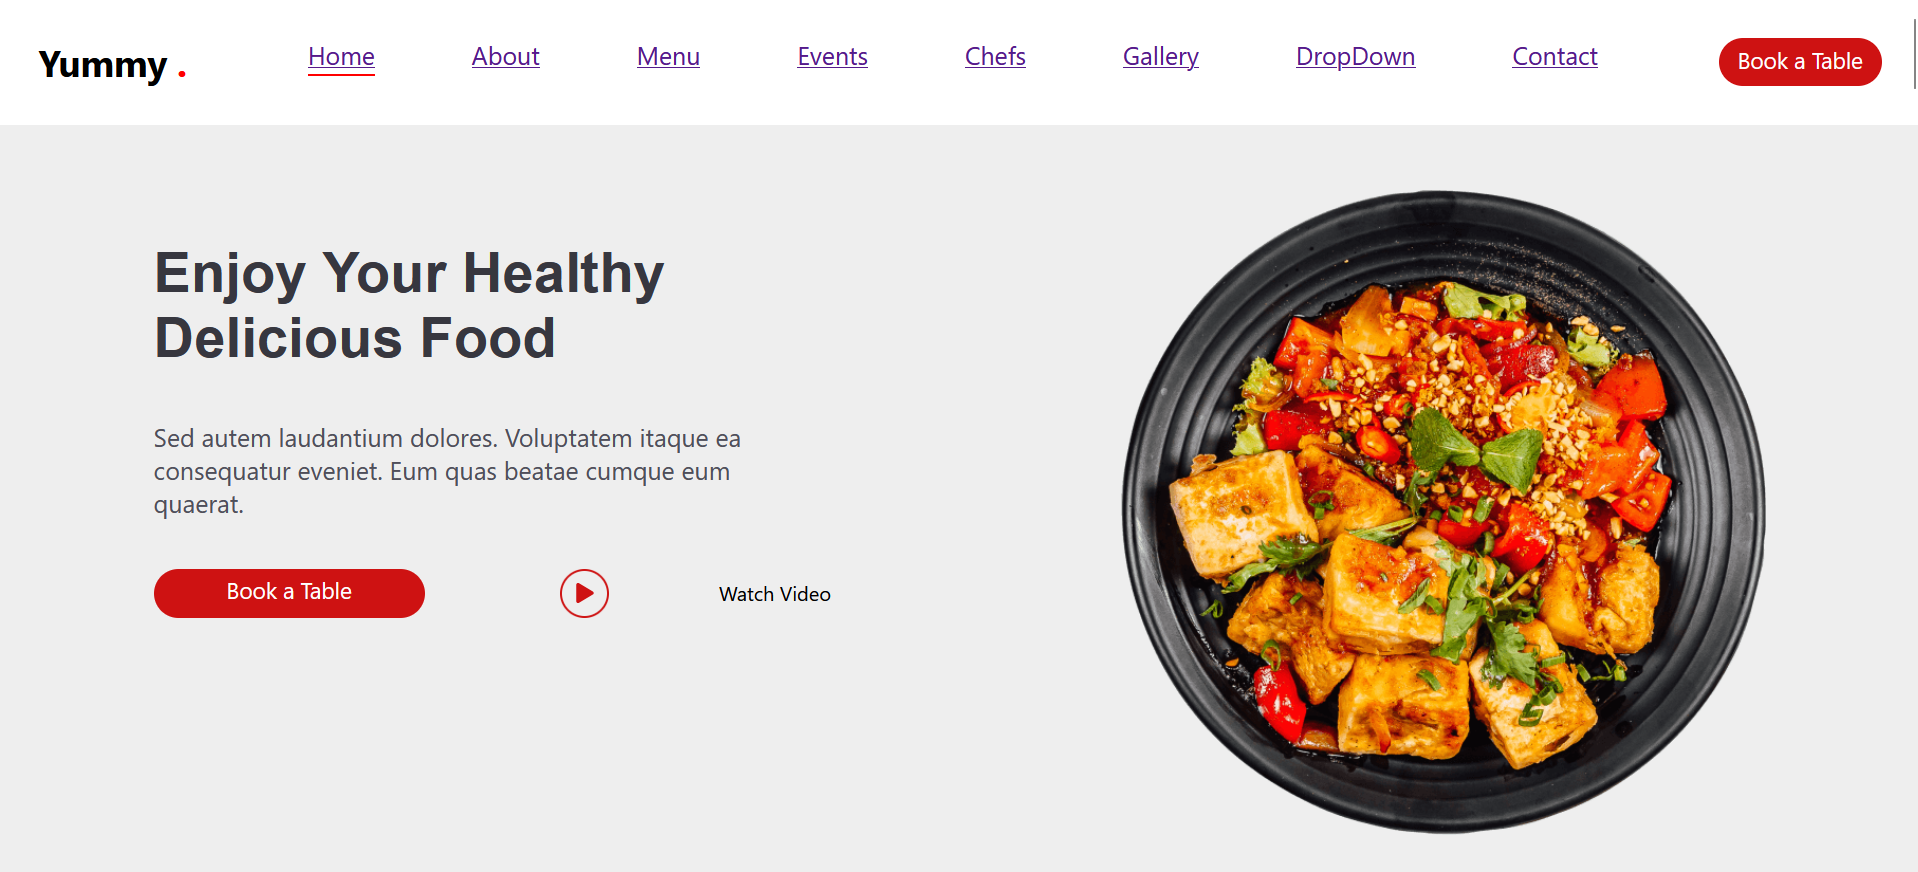 Yummy .
Home
About
Menu
Events
Chefs
Gallery
DropDown
Contact
Book a Table
Enjoy Your Healthy
Delicious Food
Sed autem laudantium dolores. Voluptatem itaque ea
consequatur eveniet. Eum quas beatae cumque eum
quaerat.
Book a Table
Watch Video